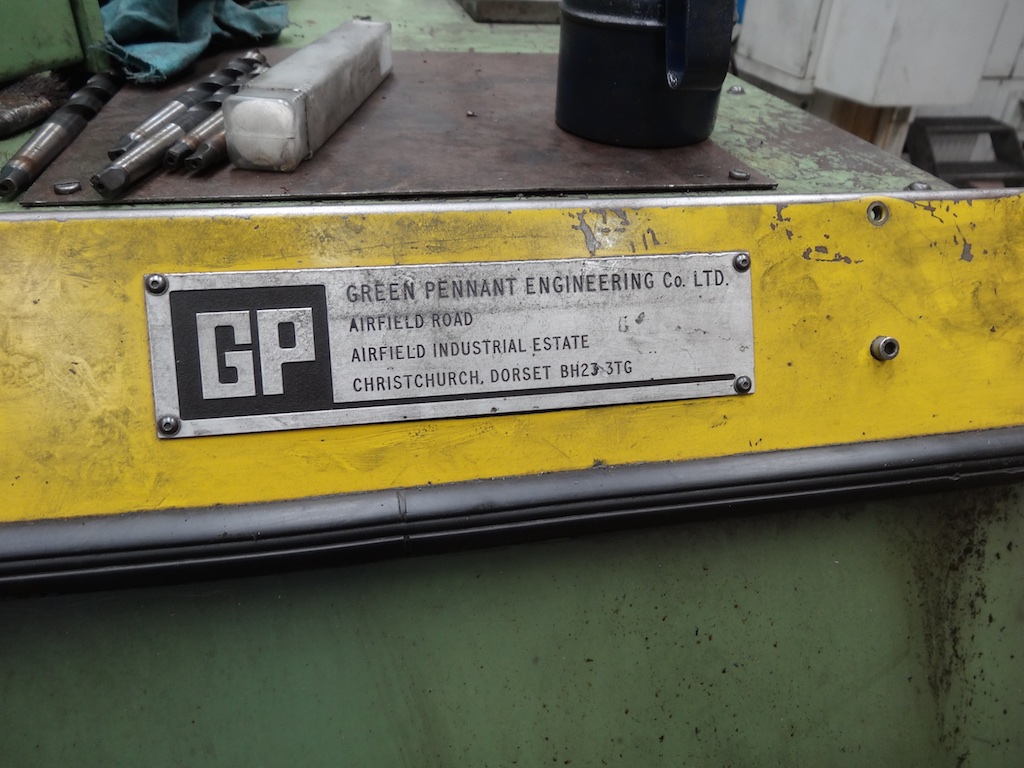 GP
GREEN PENNANT ENGINEERING Co. LTD.
AIRFIELD ROAD
AIRFIELD INDUSTRIAL ESTATE
CHRISTCHURCH, DORSET BH23 3TG